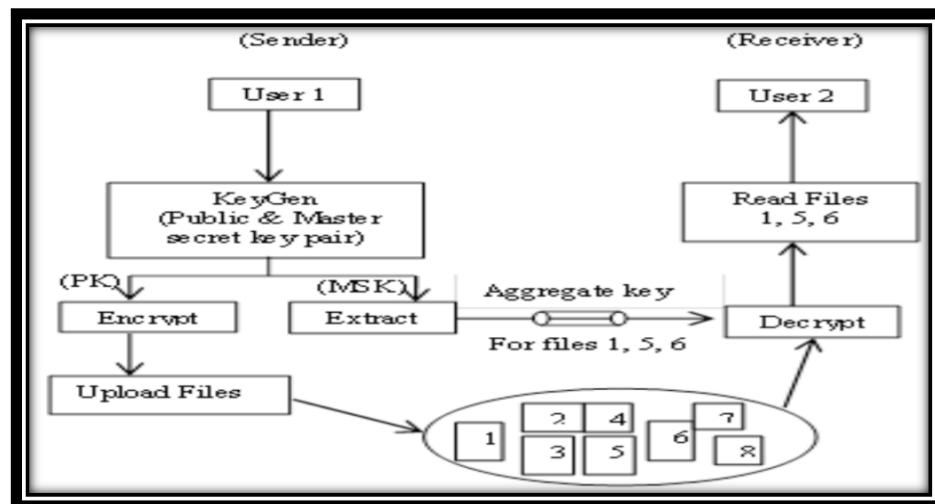 (Sender)
(Receiver)
User 1
User 2
KeyGen
(Public & Master
secret key pair)
Read Files
1, 5, 6
(PK)
(MSK)
Aggregate key
Encrypt
Extract
For files 1, 5, 6
Decrypt
Upload Files
1
2
4
3
5
6
7
8